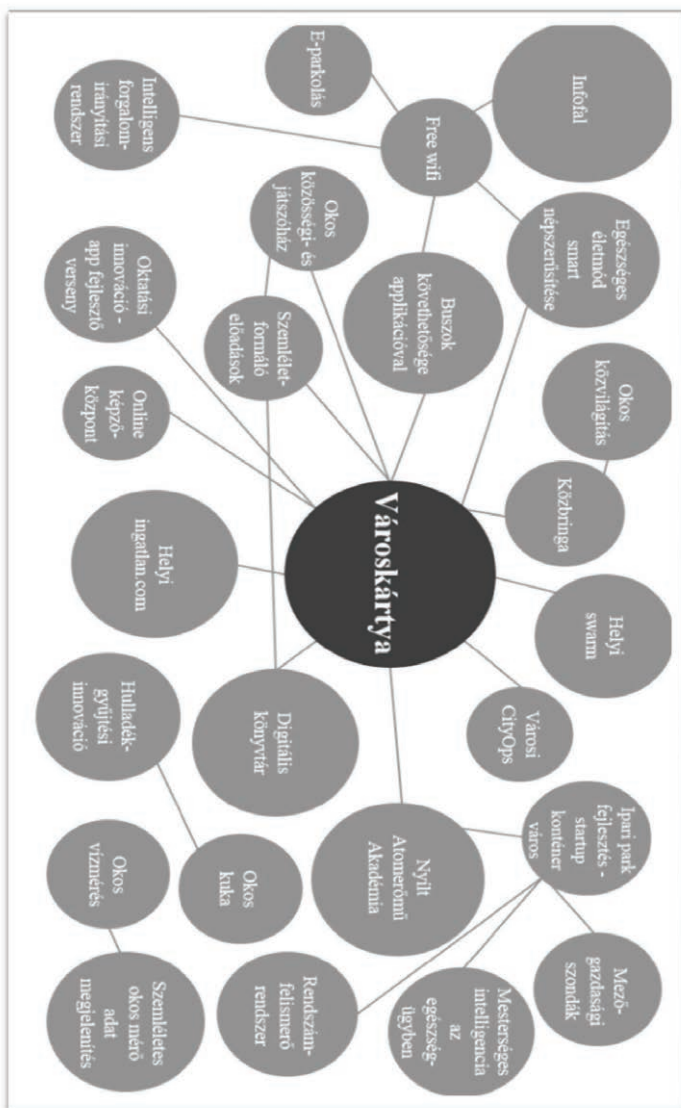 Infófal
Egészséges
életmód
smart
népszerűsítése
Okos
közvilágítás
Közbringa
Helyi
swarm
Városi
CityOps
Ipari park
fejlesztés -
startup
konténer
város
Mező-
gazdasági
szondák
Free wifi
E-parkolás
Buszok
követhetősége
applikációval
Városkártya
Nyílt
Atomerőmű
Akadémia
Mesterséges
intelligencia
az
egészség-
ügyben
Okos
közösségi- és
játszóház
Szemlélet-
formáló
előadások
Digitális
könyvtár
Okos
kuka
Rendszám-
felismerő
rendszer
Intelligens
forgalom-
irányítási
rendszer
Oktatási
innováció -
app fejlesztő
verseny
Online
képző-
központ
Helyi
ingatlan.com
Hulladék-
gyűjtési
innováció
Okos
vízmérés
Szemléletes
okos mérő
adat
megjelenítés